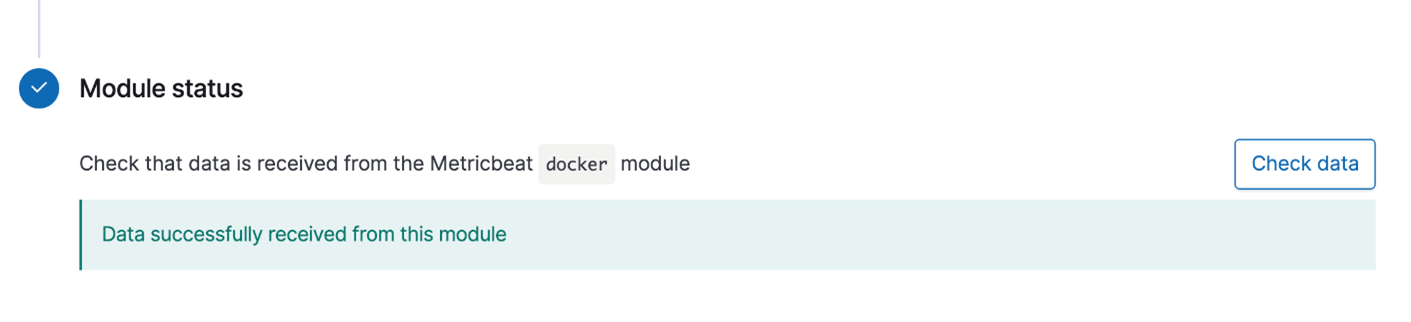 Module status
Check that data is received from the Metricbeat docker module
Check data
Data successfully received from this module